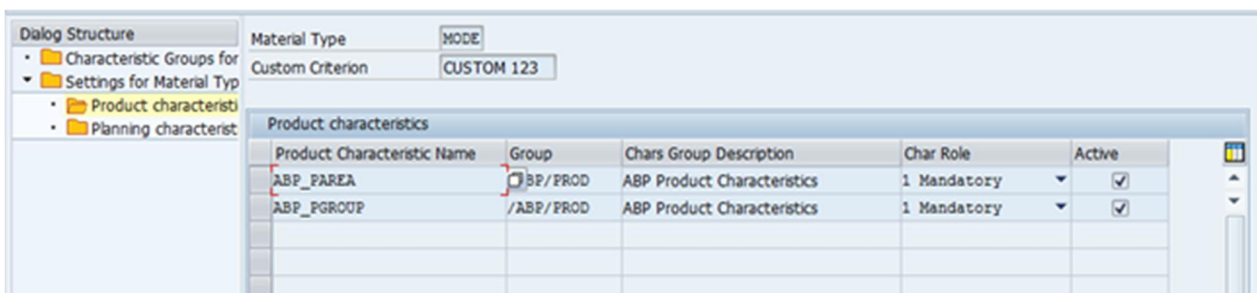 Dialog Structure
Characteristic Groups for
Settings for Material Typ
Product characteristi
Planning characterist
Material Type MODE
Custom Criterion CUSTOM 123
Product characteristics
Product Characteristic Name Group Chars Group Description Char Role Active
ABP_PAREA BP/PROD ABP Product Characteristics 1 Mandatory
ABP_PGROUP /ABP/PROD ABP Product Characteristics 1 Mandatory